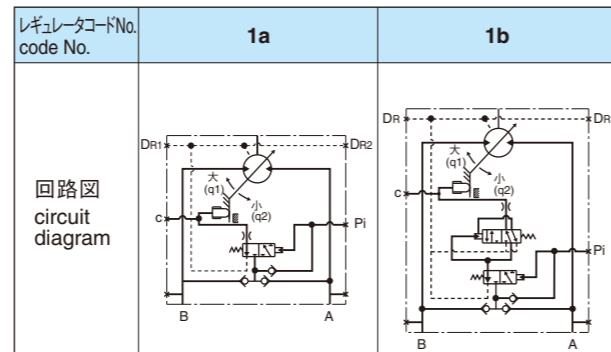 レギュレータコードNo.
code No.
1a
1b
回路図
circuit
diagram
DR1
DR2
大
(q1)
小
(q2)
C
Pi
B
A
DR
DR
大
(q1)
小
(q2)
C
Pi
B
A